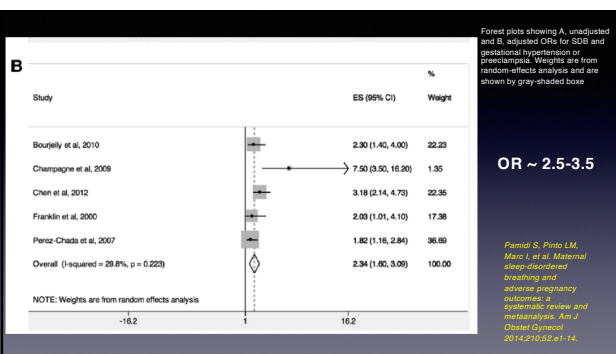 Forest plots showing A, unadjusted
and B, adjusted ORs for SDB and
gestational hypertension or
preeclampsia. Weights are from
random-effects analysis and are
shown by gray-shaded boxe
B
%
Study ES (95% CI) Weight
Bourjeily et al, 2010 2.30 (1.40, 4.00) 22.23
Champagne et al, 2009 7.50 (3.50, 16.20) 1.35
Chen et al, 2012 3.18 (2.14, 4.73) 22.35
Franklin et al, 2000 2.03 (1.01, 4.10) 17.38
Perez-Chada et al, 2007 1.82 (1.16, 2.84) 36.69
Overall (I-squared = 29.8%, p = 0.223) 2.34 (1.60, 3.09) 100.00
NOTE: Weights are from random effects analysis
-16.2 1 16.2
OR ~ 2.5-3.5
Pamidi S, Pinto LM,
Marc I, et al. Maternal
sleep-disordered
breathing and
adverse pregnancy
outcomes: a
systematic review and
metaanalysis. Am J
Obstet Gynecol
2014;210:52.e1-14.